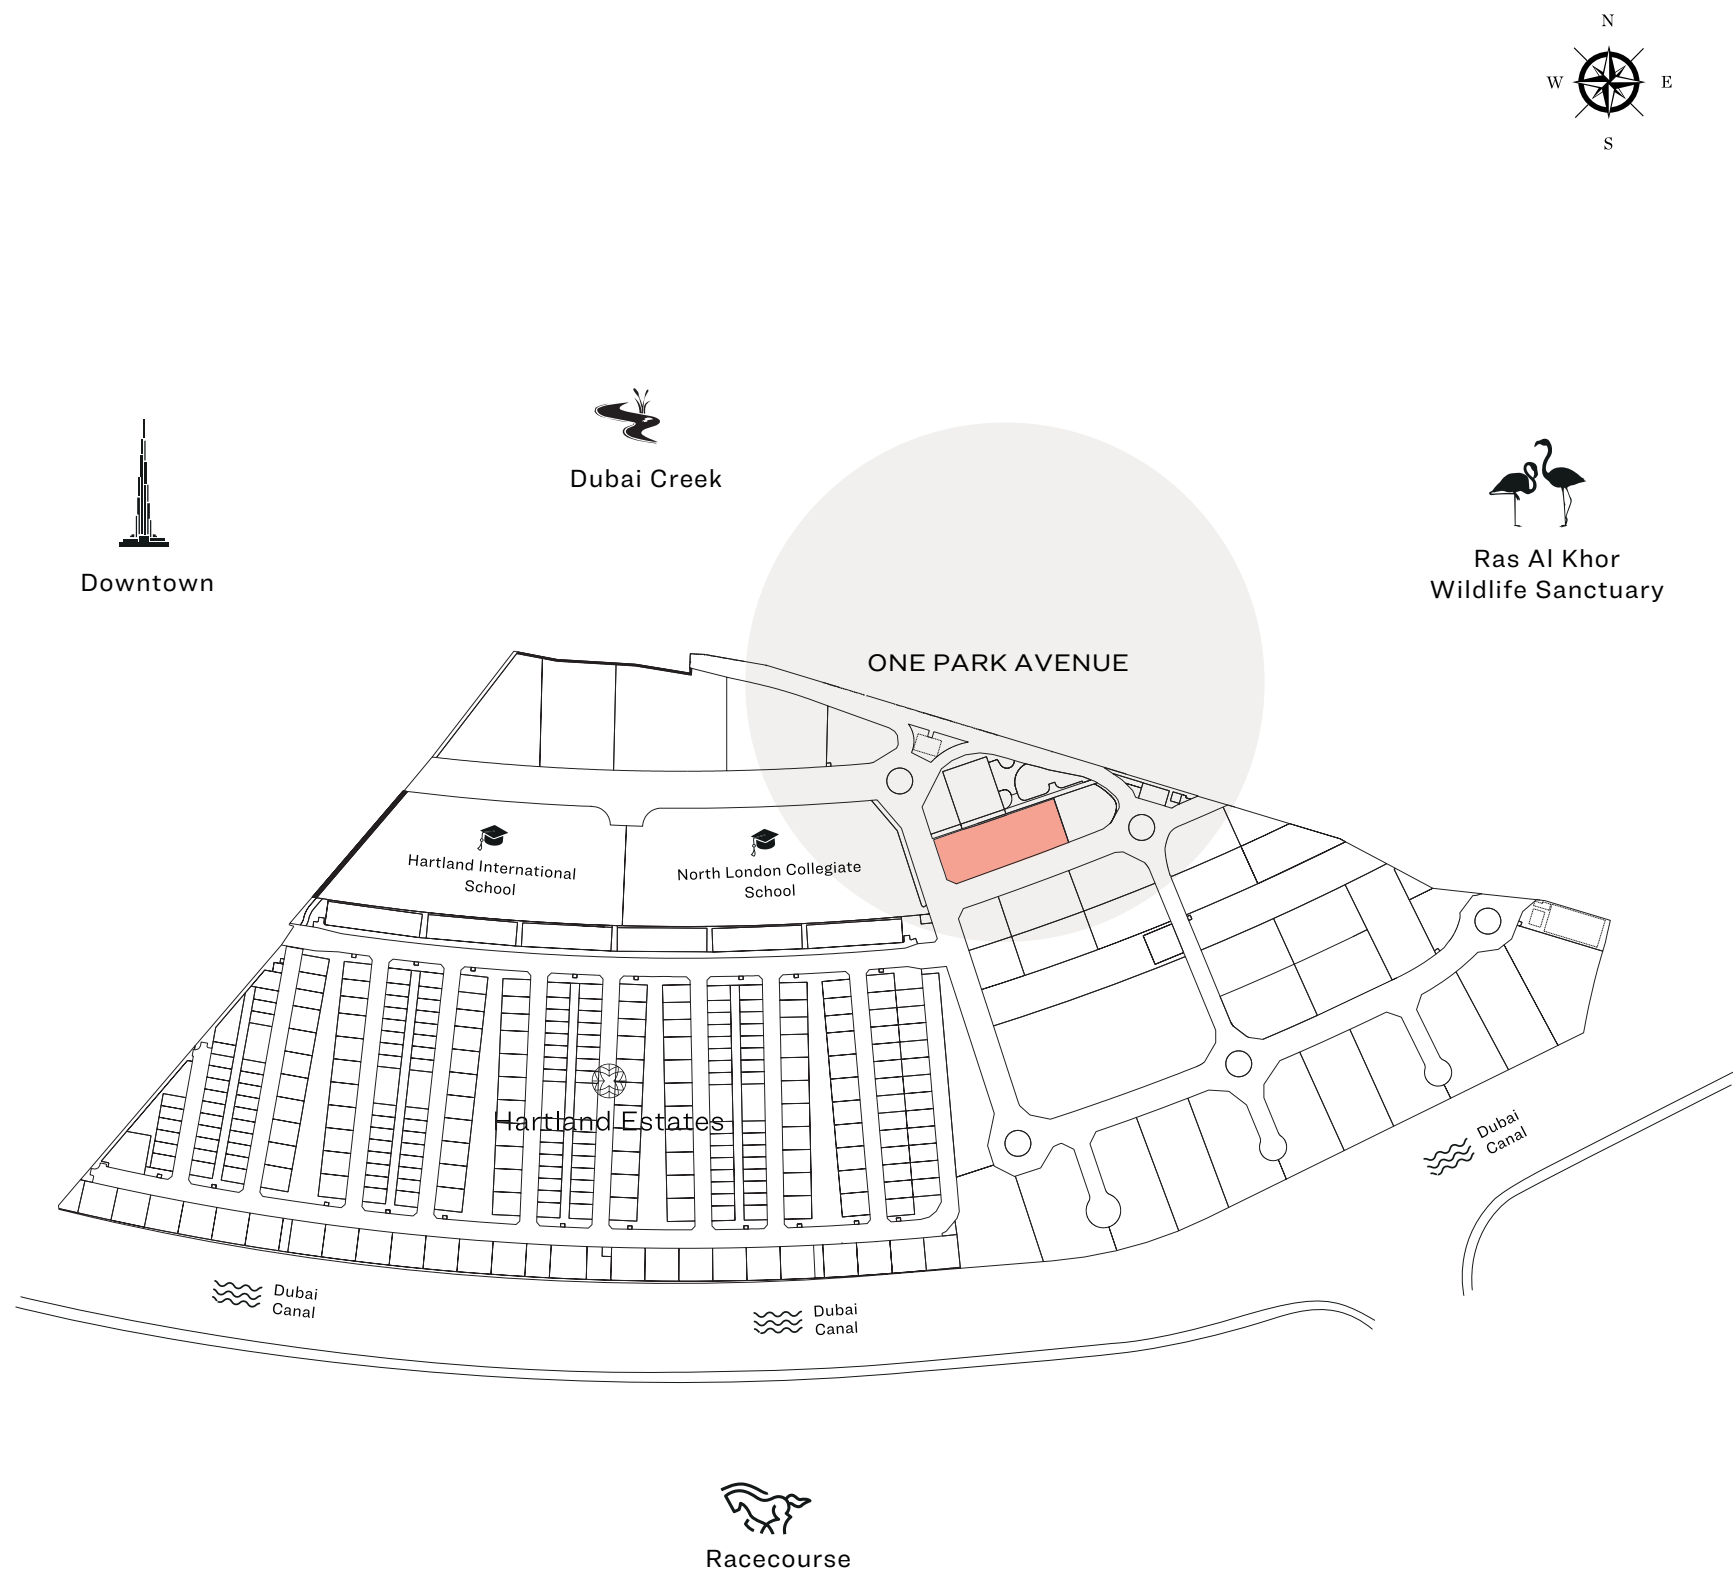 N
W
E
S
Dubai Creek
Downtown
Ras Al Khor
Wildlife Sanctuary
ONE PARK AVENUE
Hartland International
School
North London Collegiate
School
Hartland Estates
Dubai
Canal
Dubai
Canal
Dubai
Canal
Racecourse